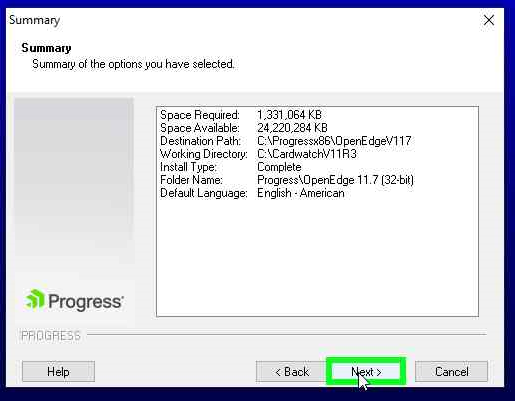 Summary
Summary
Summary of the options you have selected.
Space Required: 1,331,064 KB
Space Available: 24,220,284 KB
Destination Path: C:\Progressx86\OpenEdgeV117
Working Directory: C:\CardwatchV11R3
Install Type: Complete
Folder Name: Progress\OpenEdge 11.7 (32-bit)
Default Language: English - American
Progress
PROGRESS
Help
< Back
Next >
Cancel